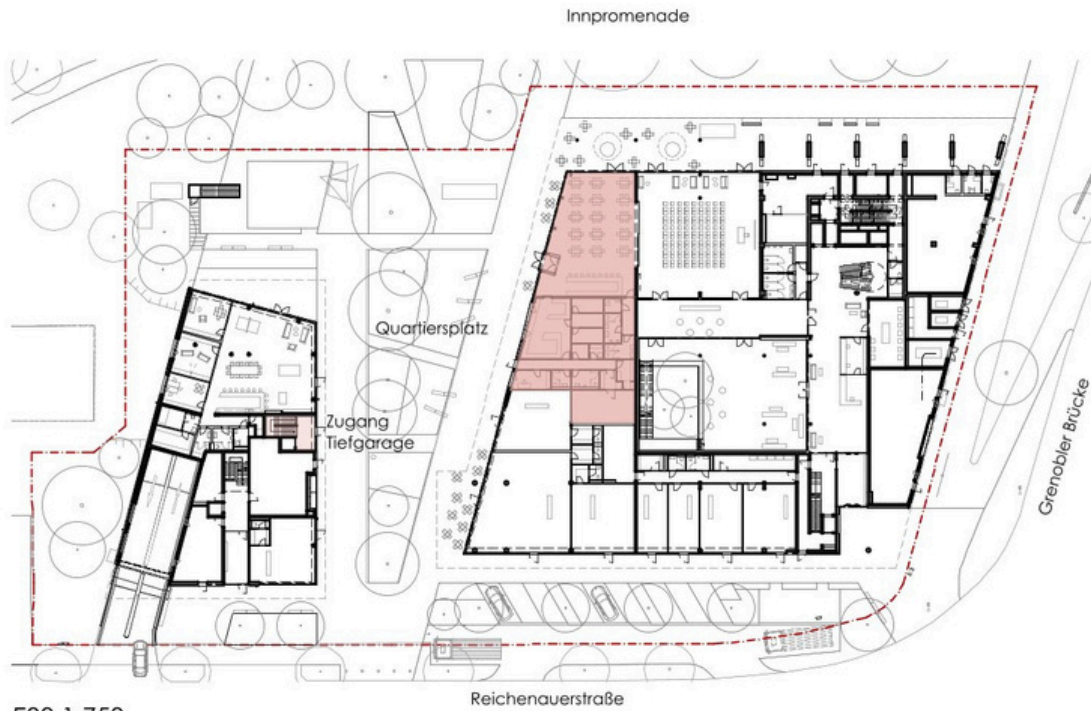 Innpromenade
Quartiersplatz
Zugang
Tiefgarage
Grenobler Brücke
Reichenauerstraße